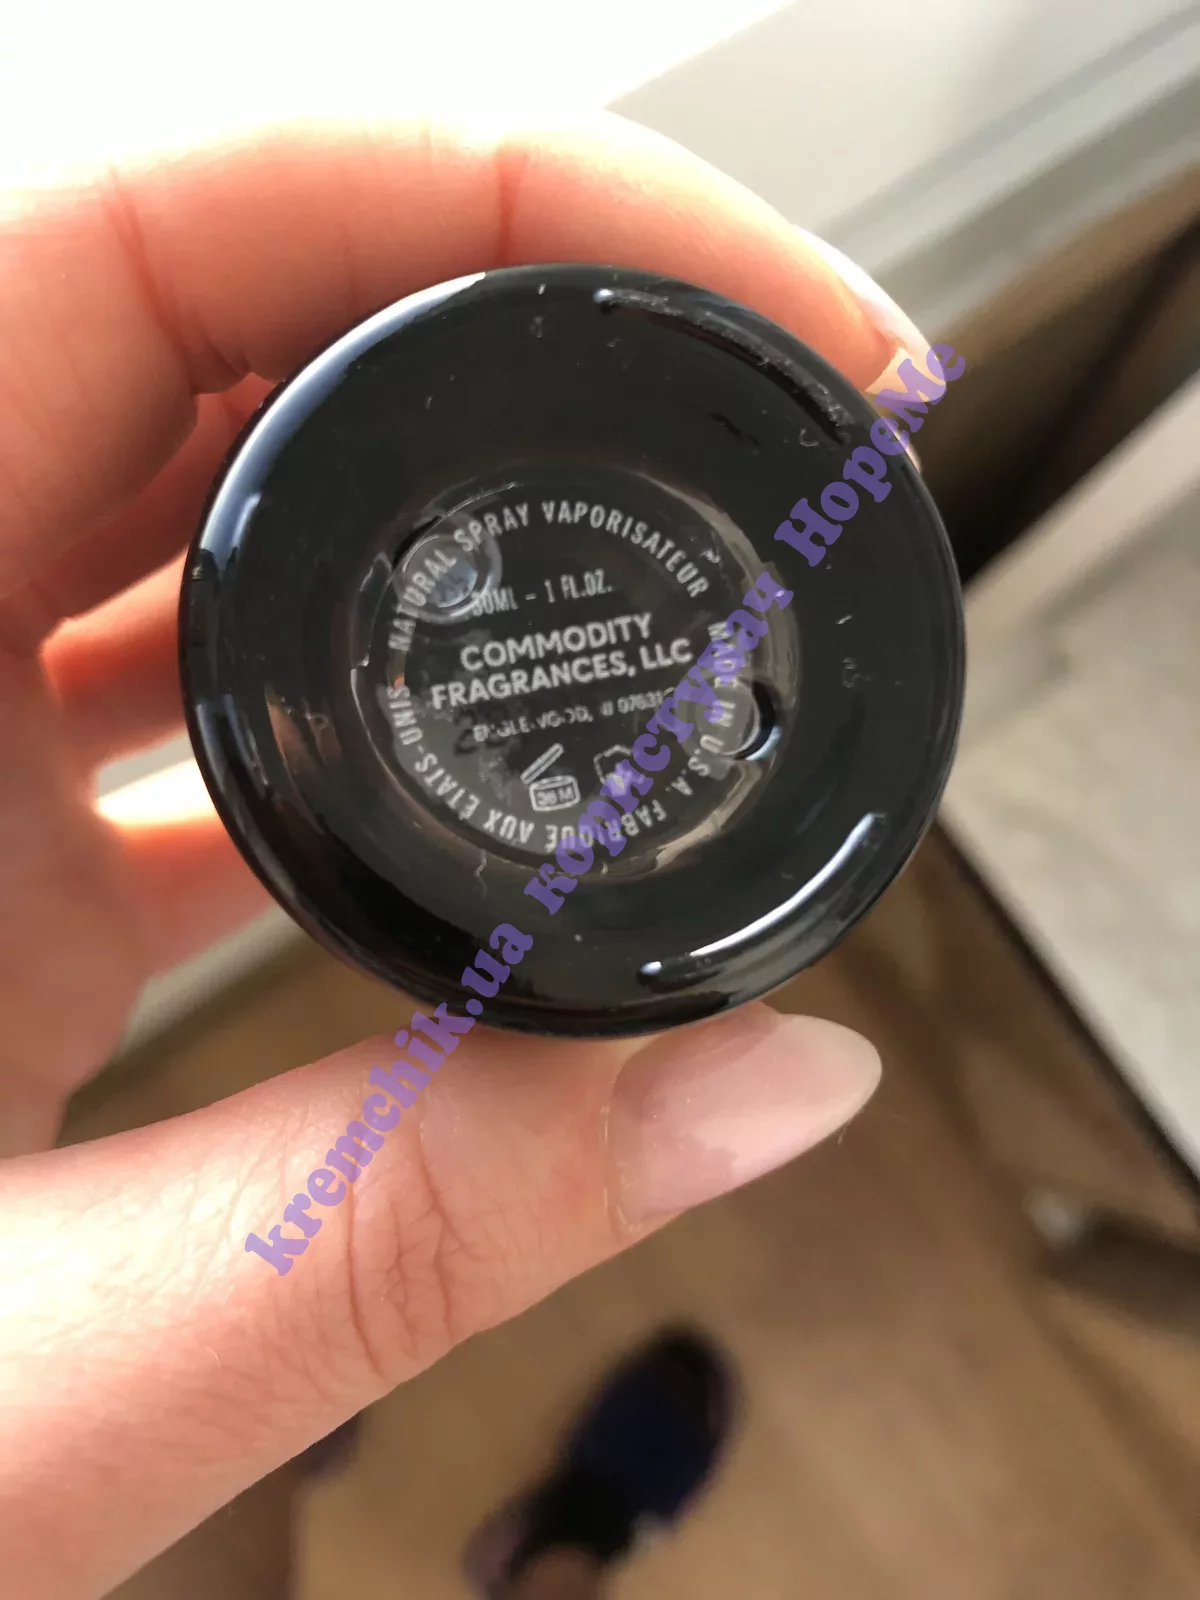 NATURAL SPRAY VAPORISATEUR
MADE IN U.S.A. FABRIQUÉ AUX ÉTATS-UNIS
30ML - 1 FL.OZ.
COMMODITY
FRAGRANCES, LLC
36 M
kremchik.ua користувач HopeMe